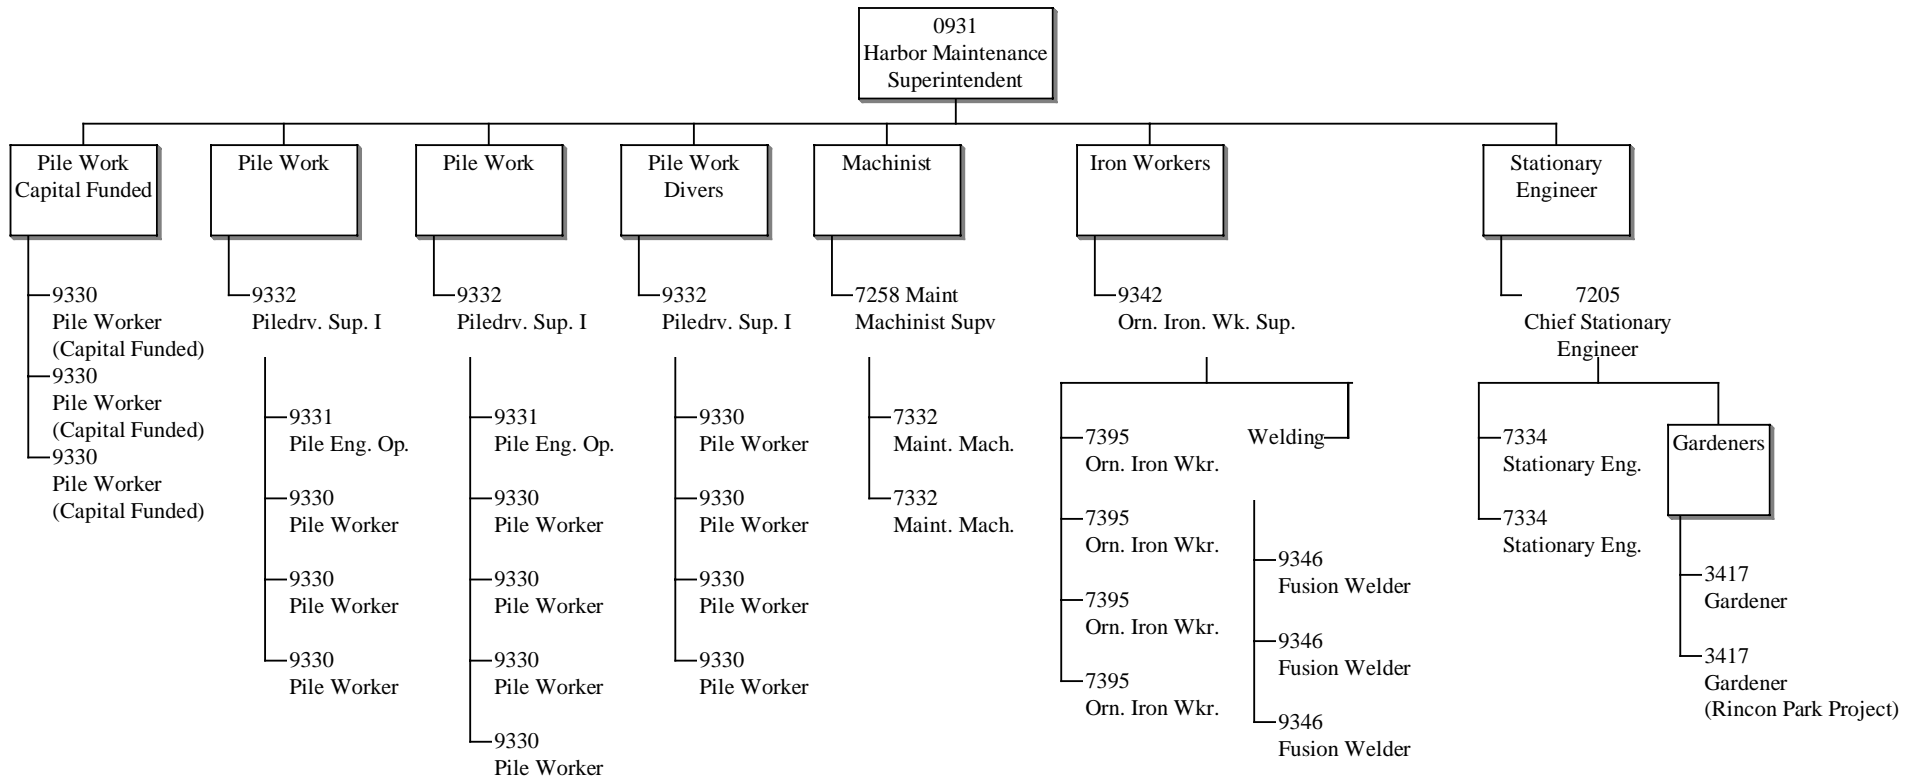 0931
Harbor Maintenance
Superintendent
Pile Work
Capital Funded
9330
Pile Worker
(Capital Funded)
9330
Pile Worker
(Capital Funded)
9330
Pile Worker
(Capital Funded)
Pile Work
9332
Piledrv. Sup. I
9331
Pile Eng. Op.
9330
Pile Worker
9330
Pile Worker
9330
Pile Worker
Pile Work
9332
Piledrv. Sup. I
9331
Pile Eng. Op.
9330
Pile Worker
9330
Pile Worker
9330
Pile Worker
9330
Pile Worker
Pile Work
Divers
9332
Piledrv. Sup. I
9330
Pile Worker
9330
Pile Worker
9330
Pile Worker
9330
Pile Worker
Machinist
7258 Maint
Machinist Supv
7332
Maint. Mach.
7332
Maint. Mach.
Iron Workers
9342
Orn. Iron. Wk. Sup.
7395
Orn. Iron Wkr.
7395
Orn. Iron Wkr.
7395
Orn. Iron Wkr.
7395
Orn. Iron Wkr.
Welding
9346
Fusion Welder
9346
Fusion Welder
9346
Fusion Welder
Stationary
Engineer
7205
Chief Stationary
Engineer
7334
Stationary Eng.
7334
Stationary Eng.
Gardeners
3417
Gardener
3417
Gardener
(Rincon Park Project)